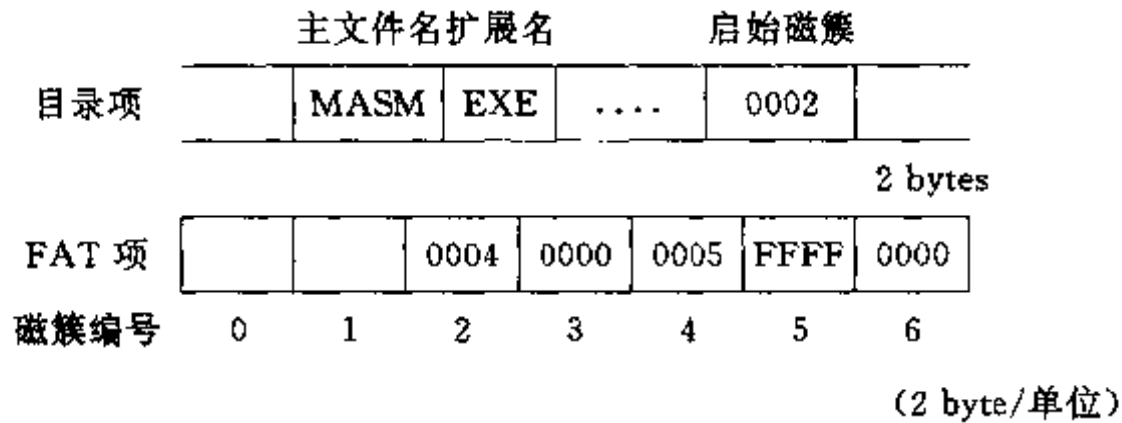 主文件名扩展名 启始磁簇
目录项 MASM EXE .... 0002
2 bytes
FAT 项 0004 0000 0005 FFFF 0000
磁簇编号 0 1 2 3 4 5 6
(2 byte/单位)